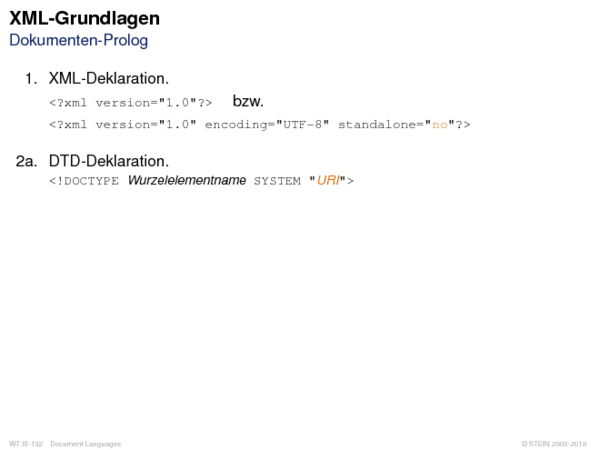 XML-Grundlagen
Dokumenten-Prolog
1. XML-Deklaration.
<?xml version="1.0"?> bzw.
<?xml version="1.0" encoding="UTF-8" standalone="no"?>
2a. DTD-Deklaration.
<!DOCTYPE Wurzelelementname SYSTEM "URI">
WT:III-132 Document Languages © STEIN 2005-2018